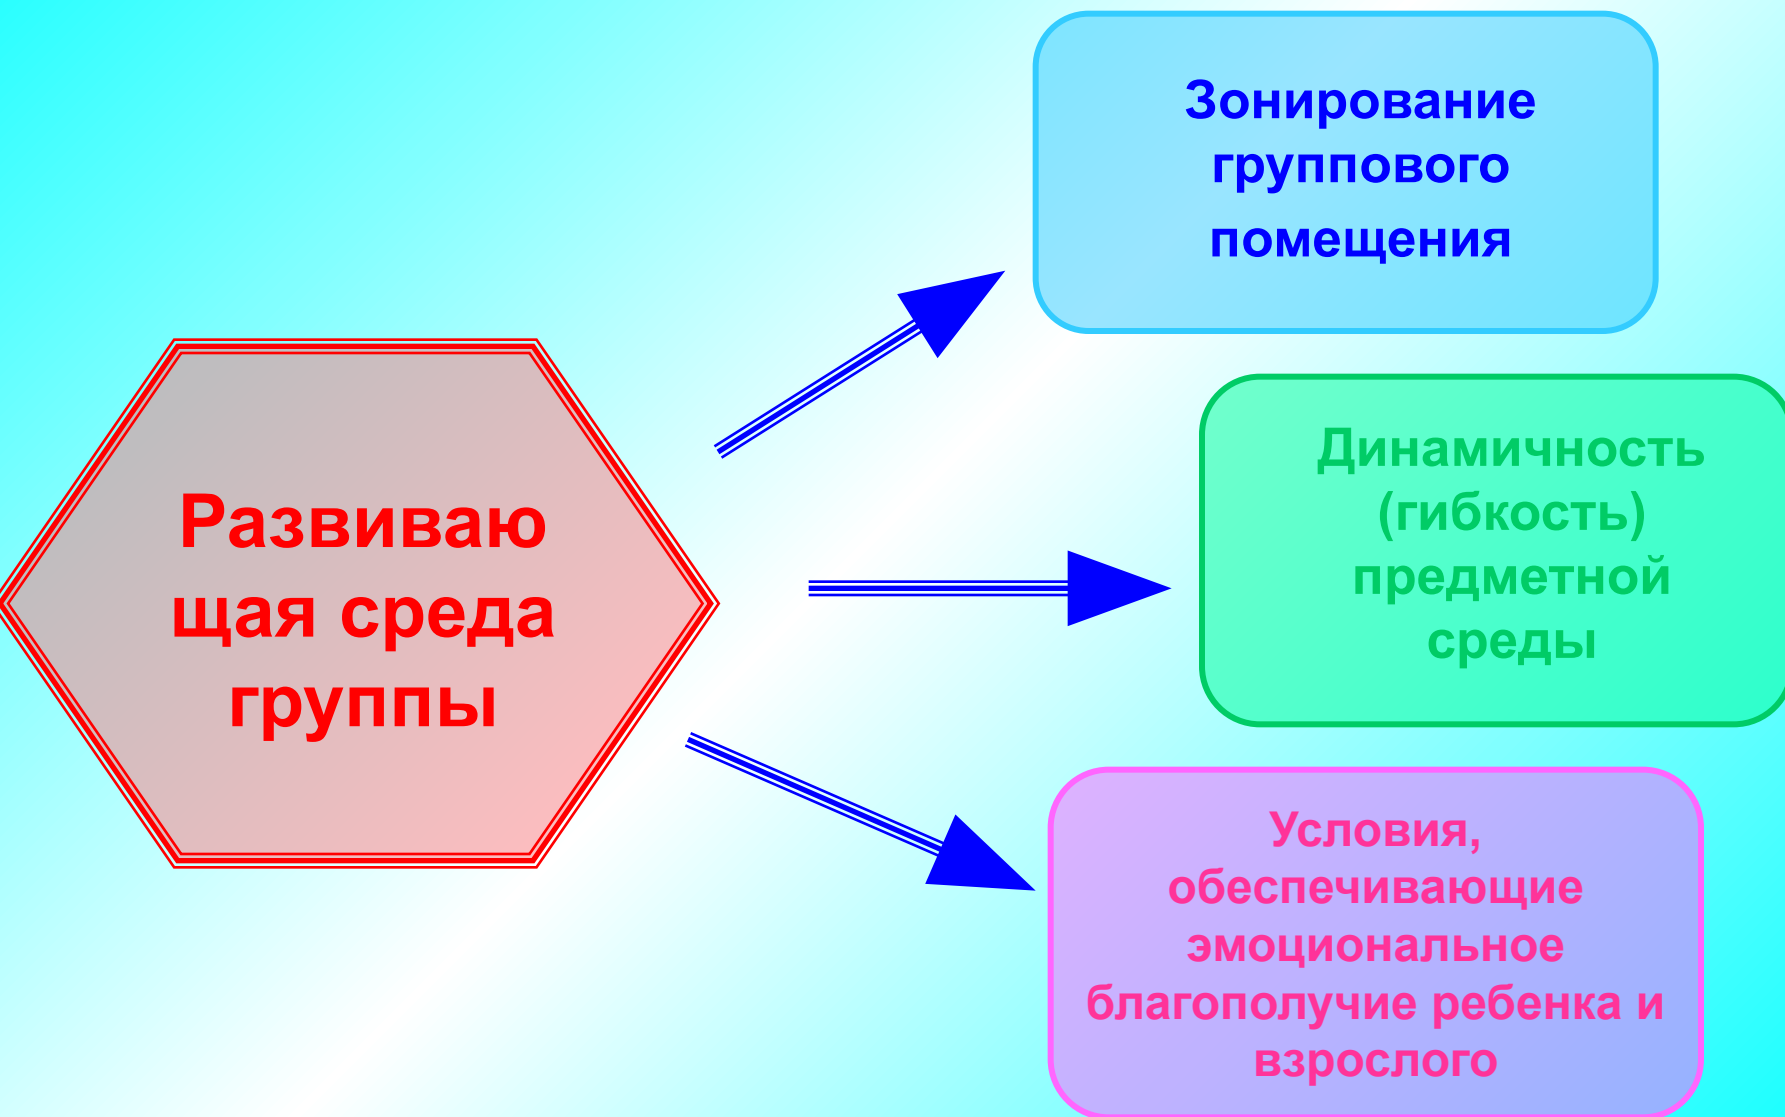 Развиваю
щая среда
группы
Зонирование
группового
помещения
Динамичность
(гибкость)
предметной
среды
Условия,
обеспечивающие
эмоциональное
благополучие ребенка и
взрослого